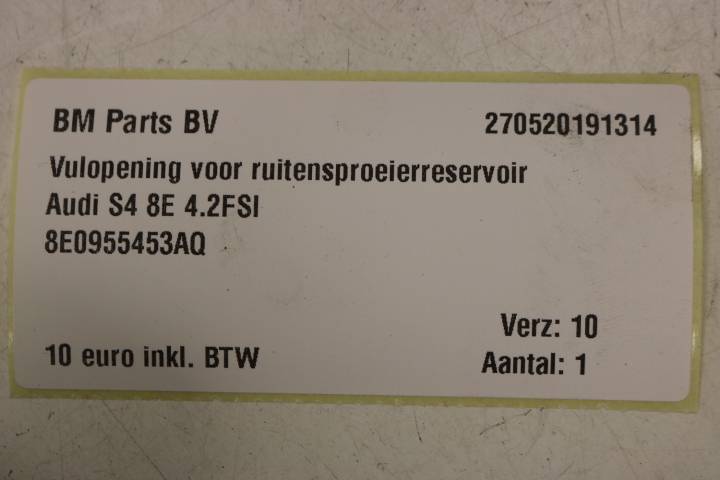 BM Parts BV 270520191314
Vulopening voor ruitensproeierreservoir
Audi S4 8E 4.2FSI
8E0955453AQ
Verz: 10
10 euro inkl. BTW Aantal: 1